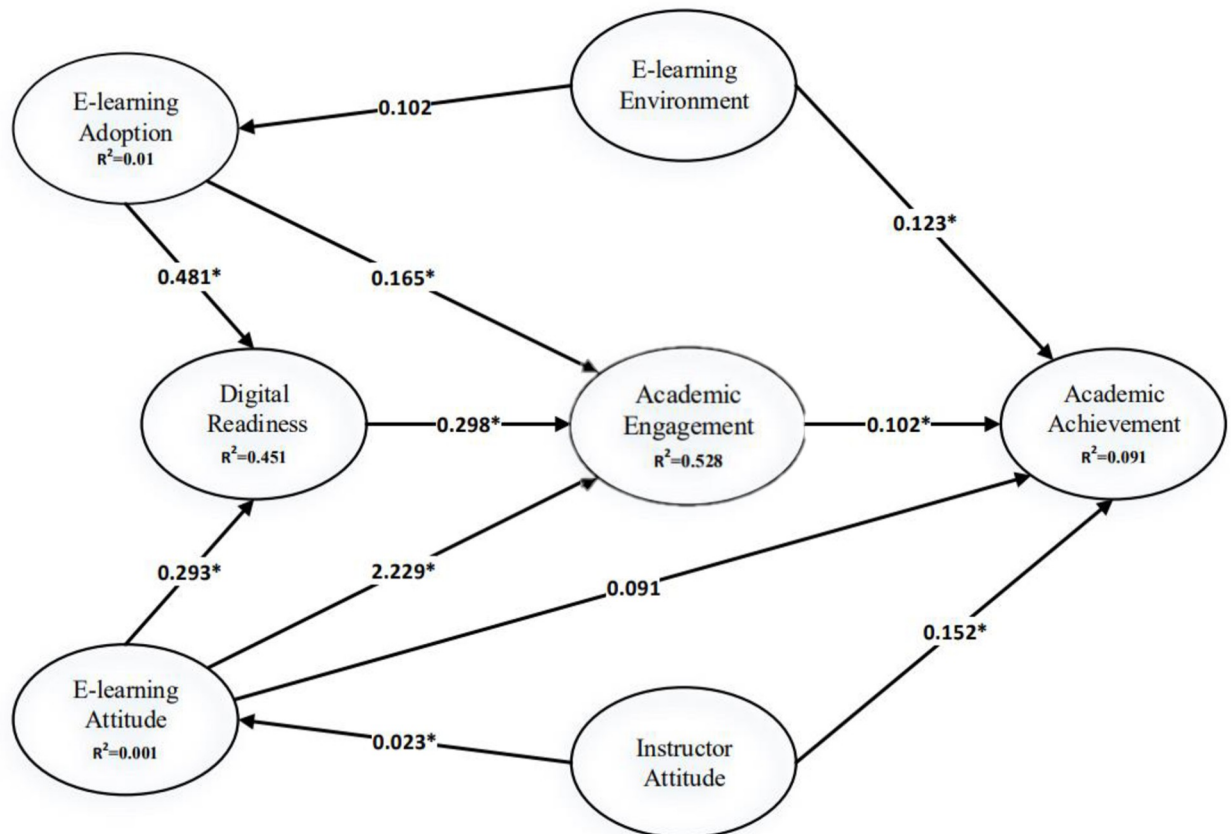 E-learning
Environment
E-learning
Adoption
R²=0.01
0.102
0.123*
0.481*
0.165*
Digital
Readiness
R²=0.451
0.298*
Academic
Engagement
R²=0.528
0.102*
Academic
Achievement
R²=0.091
0.293*
2.229*
0.091
0.152*
E-learning
Attitude
R²=0.001
0.023*
Instructor
Attitude